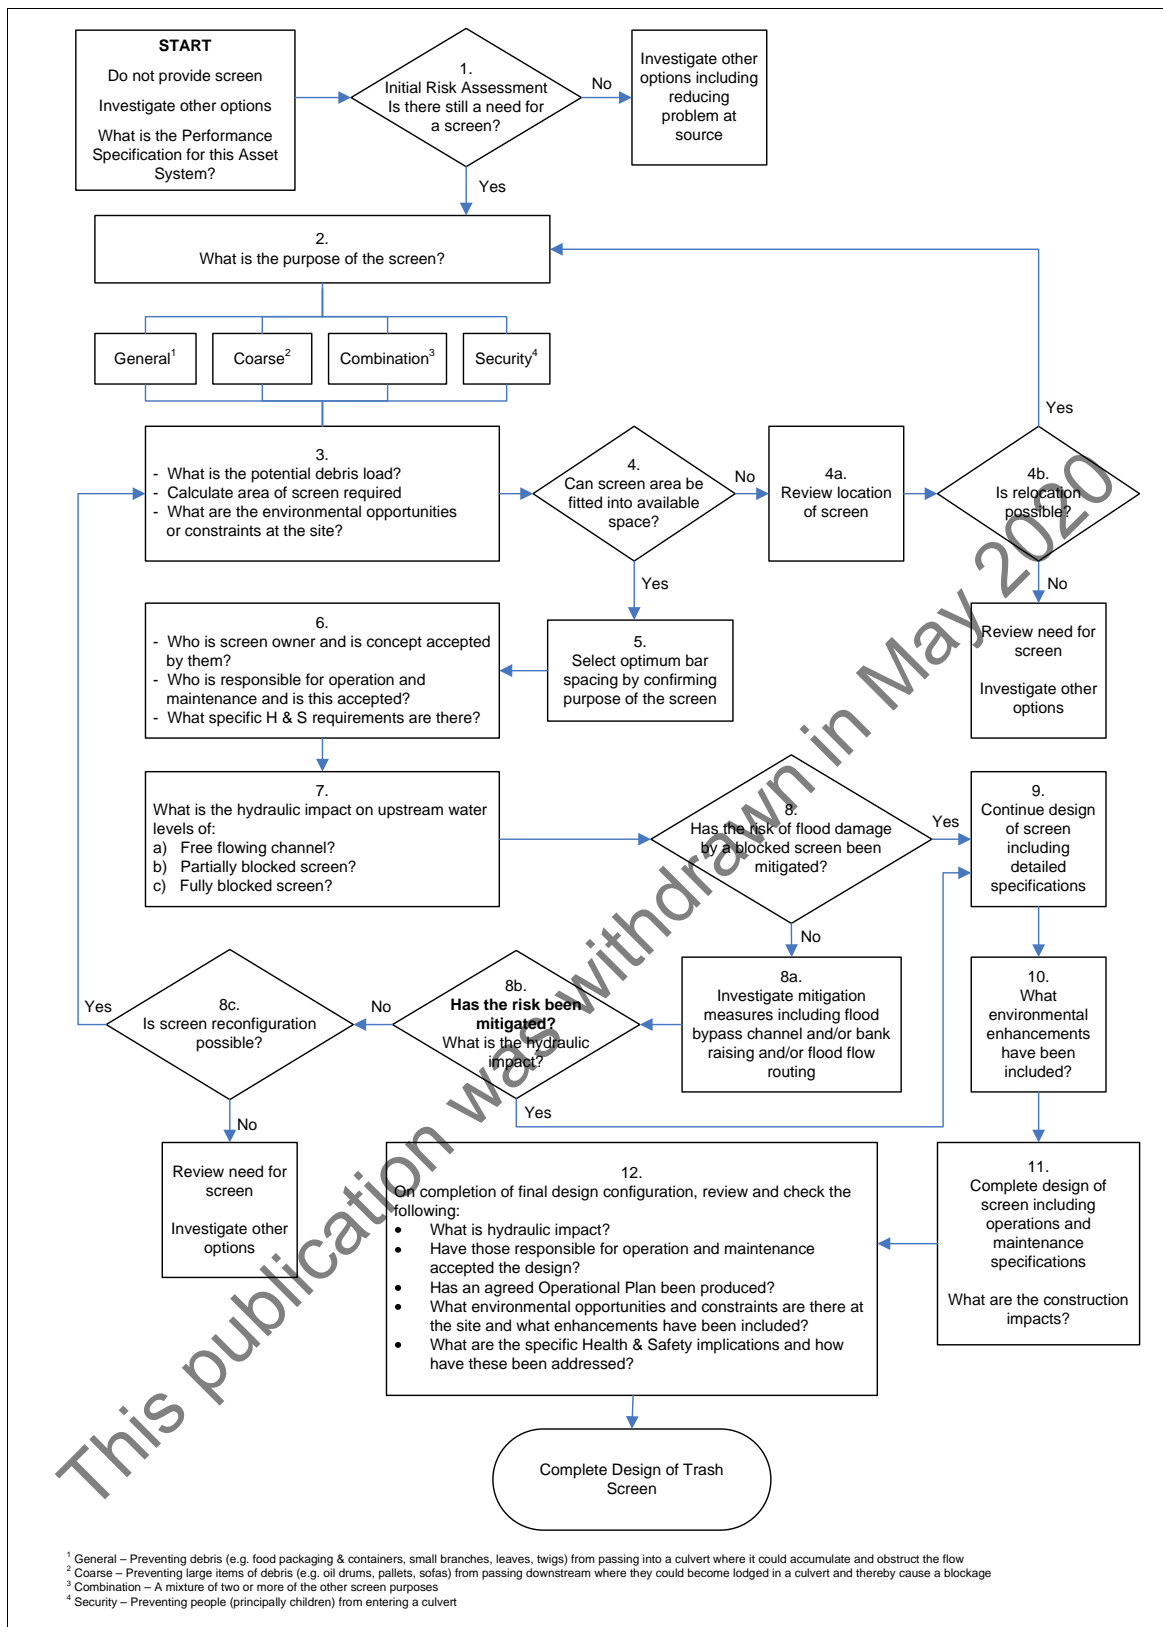 START
Do not provide screen
Investigate other options
What is the Performance
Specification for this Asset
System?
1.
Initial Risk Assessment
Is there still a need for
a screen?
No
Investigate other
options including
reducing
problem at
source
Yes
2.
What is the purpose of the screen?
General1
Coarse2
Combination3
Security4
Yes
3.
- What is the potential debris load?
- Calculate area of screen required
- What are the environmental opportunities
or constraints at the site?
4.
Can screen area be
fitted into available
space?
No
4a.
Review location
of screen
4b.
Is relocation
possible?
Yes
No
6.
- Who is screen owner and is concept accepted
by them?
- Who is responsible for operation and
maintenance and is this accepted?
- What specific H & S requirements are there?
5.
Select optimum bar
spacing by confirming
purpose of the screen
Review need for
screen
Investigate other
options
7.
What is the hydraulic impact on upstream water
levels of:
a) Free flowing channel?
b) Partially blocked screen?
c) Fully blocked screen?
8.
Has the risk of flood damage
by a blocked screen been
mitigated?
Yes
9.
Continue design
of screen
including
detailed
specifications
No
Yes
8c.
Is screen reconfiguration
possible?
No
8b.
Has the risk been
mitigated?
What is the hydraulic
impact?
8a.
Investigate mitigation
measures including flood
bypass channel and/or bank
raising and/or flood flow
routing
10.
What
environmental
enhancements
have been
included?
Yes
No
Review need for
screen
Investigate other
options
12.
On completion of final design configuration, review and check the
following:
• What is hydraulic impact?
• Have those responsible for operation and maintenance
accepted the design?
• Has an agreed Operational Plan been produced?
• What environmental opportunities and constraints are there at
the site and what enhancements have been included?
• What are the specific Health & Safety implications and how
have these been addressed?
11.
Complete design of
screen including
operations and
maintenance
specifications
What are the construction
impacts?
Complete Design of Trash
Screen
This publication was withdrawn in May 2020
1 General – Preventing debris (e.g. food packaging & containers, small branches, leaves, twigs) from passing into a culvert where it could accumulate and obstruct the flow
2 Coarse – Preventing large items of debris (e.g. oil drums, pallets, sofas) from passing downstream where they could become lodged in a culvert and thereby cause a blockage
3 Combination – A mixture of two or more of the other screen purposes
4 Security – Preventing people (principally children) from entering a culvert